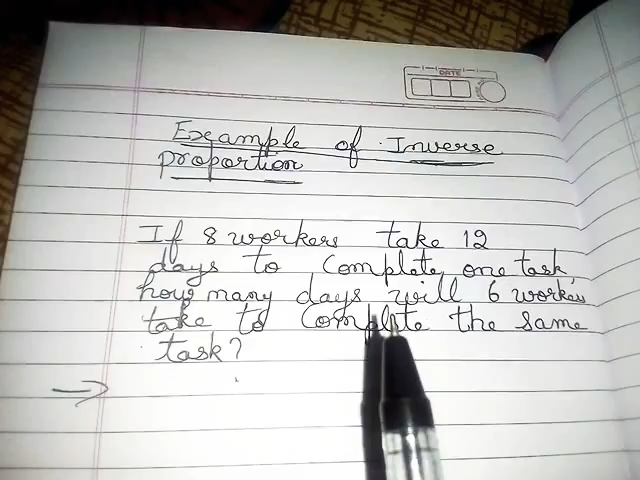 DATE
Example of Inverse
proportion
If 8 workers take 12
days to complete one task,
how many days will 6 workers
take to complete the same
task?